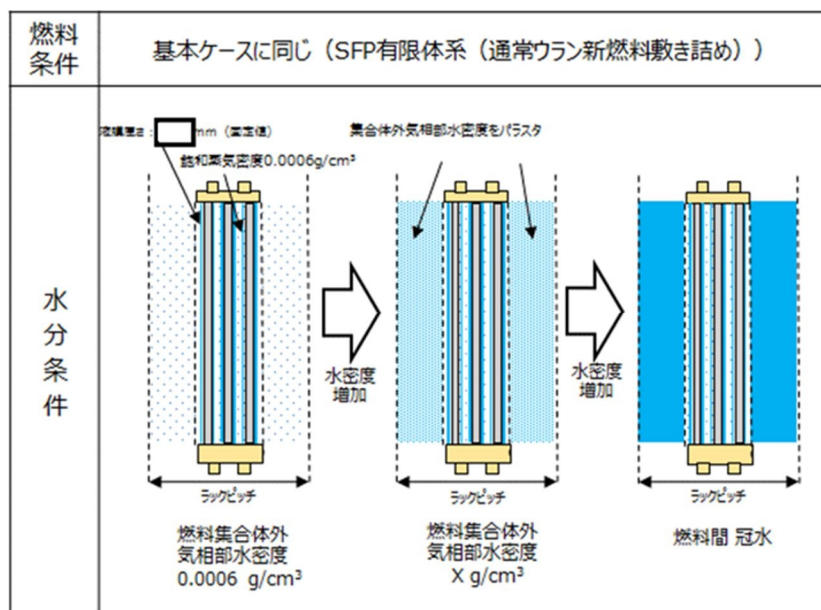 燃料
条件
基本ケースに同じ（SFP有限体系（通常ウラン新燃料敷き詰め））
水
分
条
件
液膜厚さ： mm（固定値）
飽和蒸気密度0.0006g/cm³
集合体外気相部水密度をパラスタ
水密度
増加
水密度
増加
ラックピッチ
ラックピッチ
ラックピッチ
燃料集合体外
気相部水密度
0.0006 g/cm³
燃料集合体外
気相部水密度
X g/cm³
燃料間 冠水